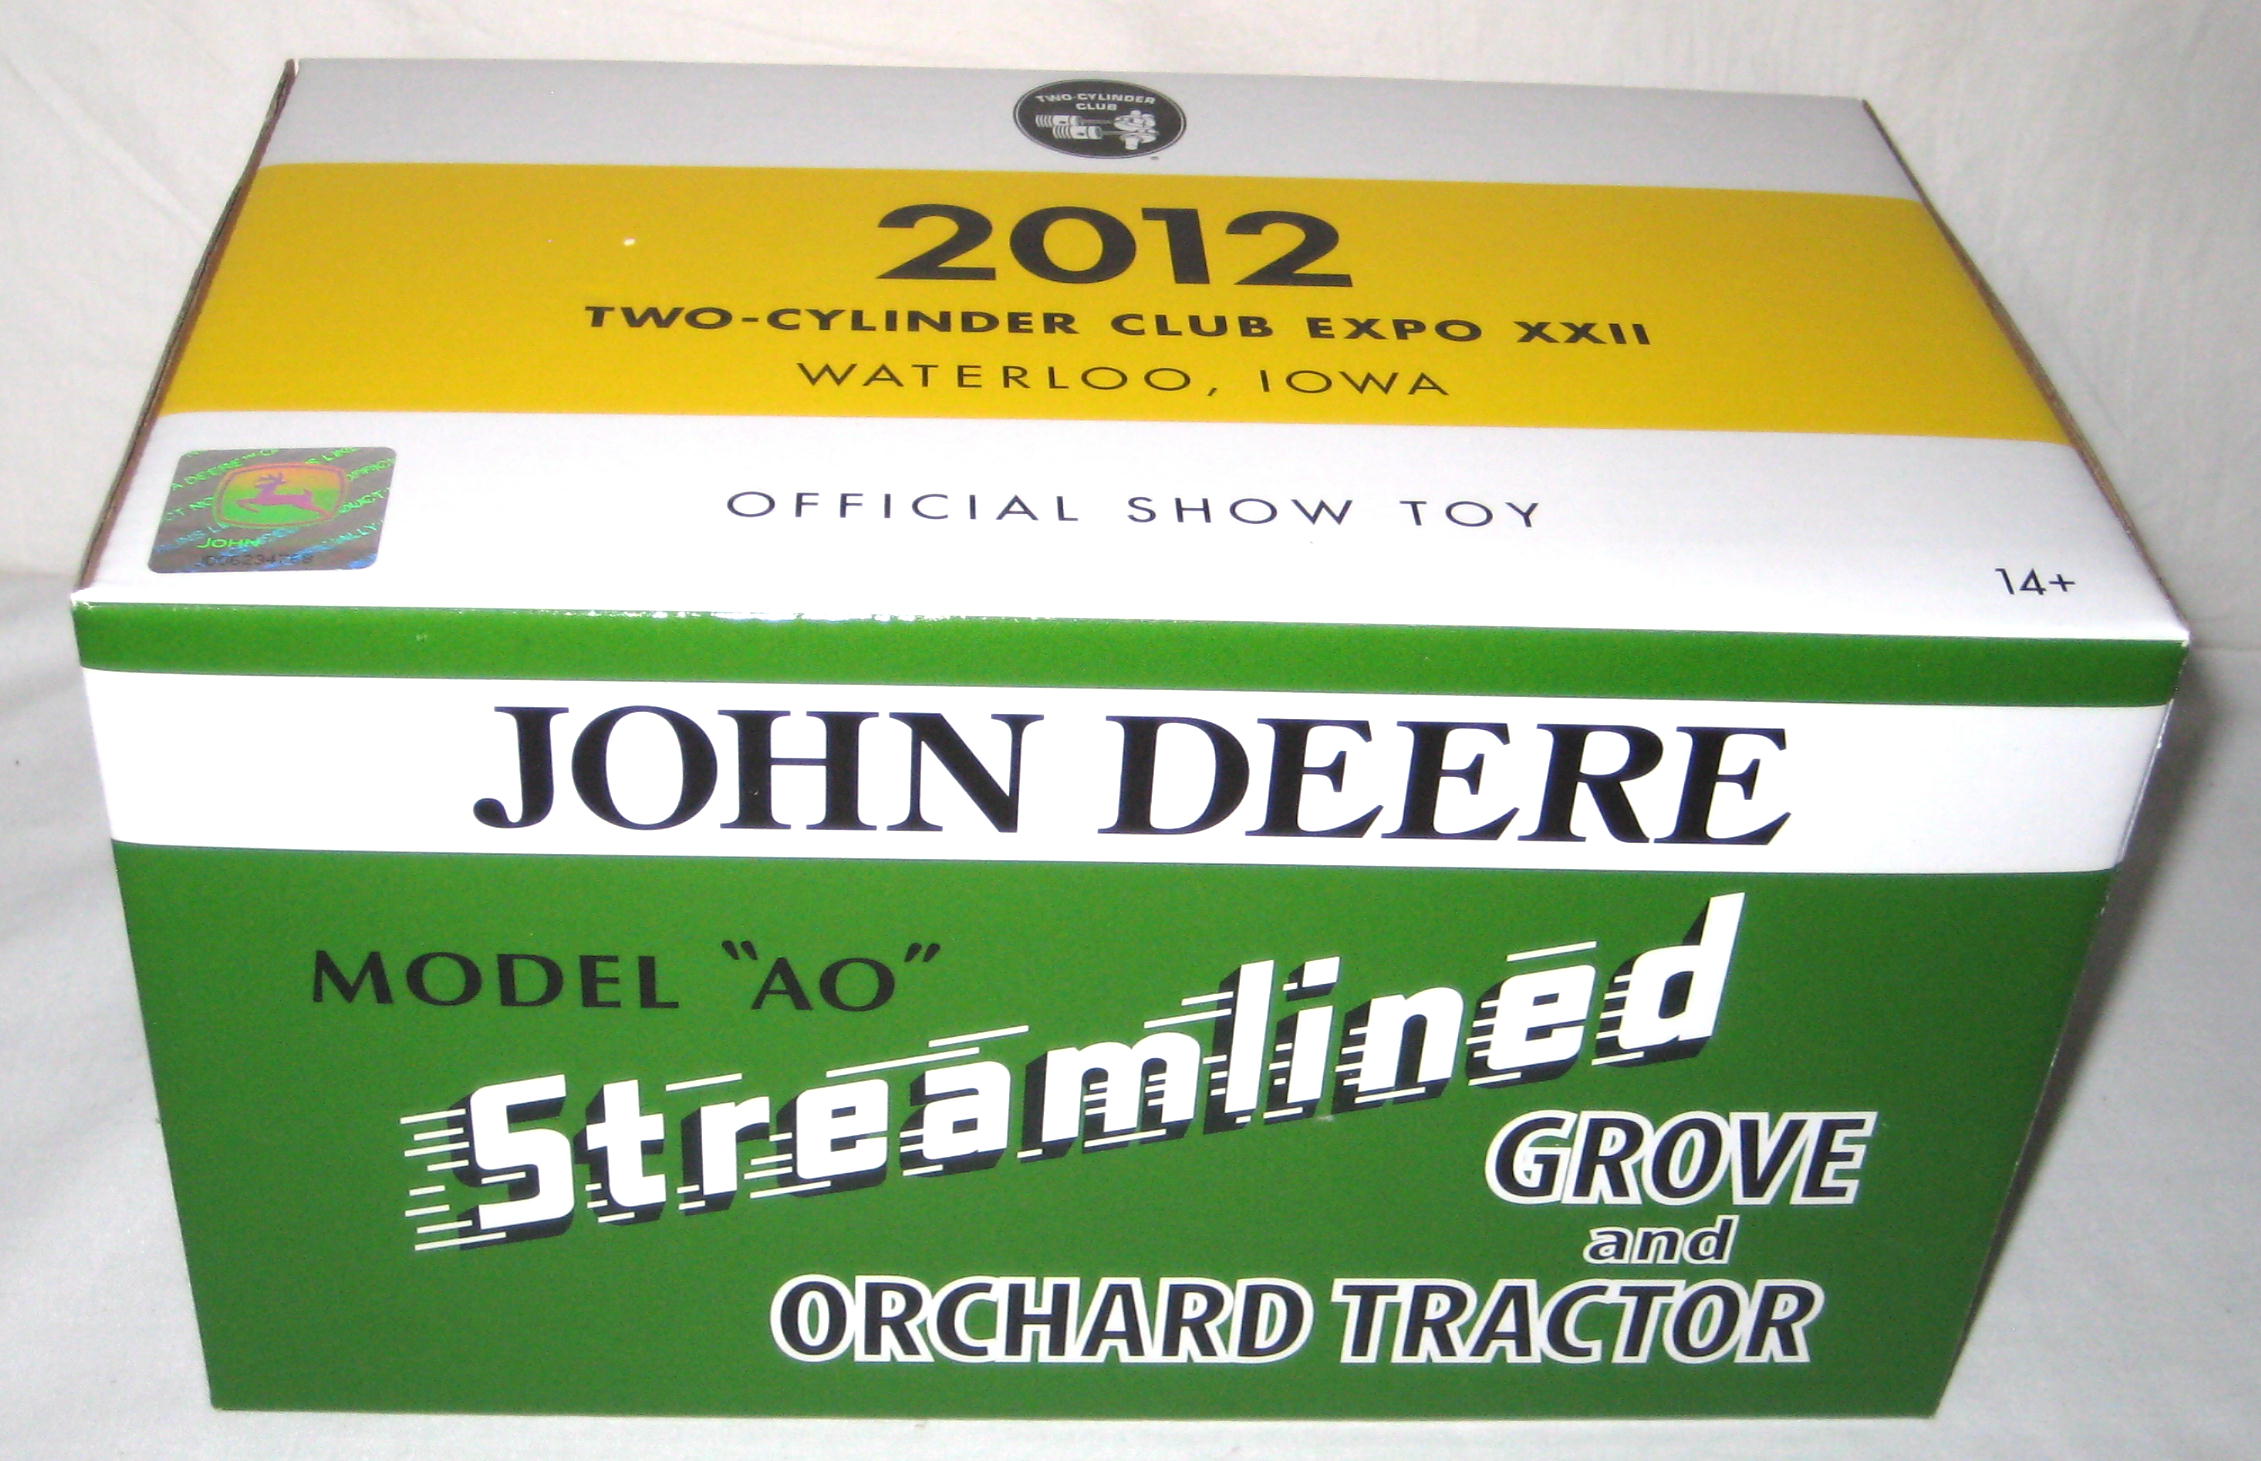 TWO-CYLINDER
CLUB
2012
TWO-CYLINDER CLUB EXPO XXII
WATERLOO, IOWA
OFFICIAL SHOW TOY
14+
JOHN
JOHN DEERE
MODEL "AO"
Streamlined
GROVE
and
ORCHARD TRACTOR